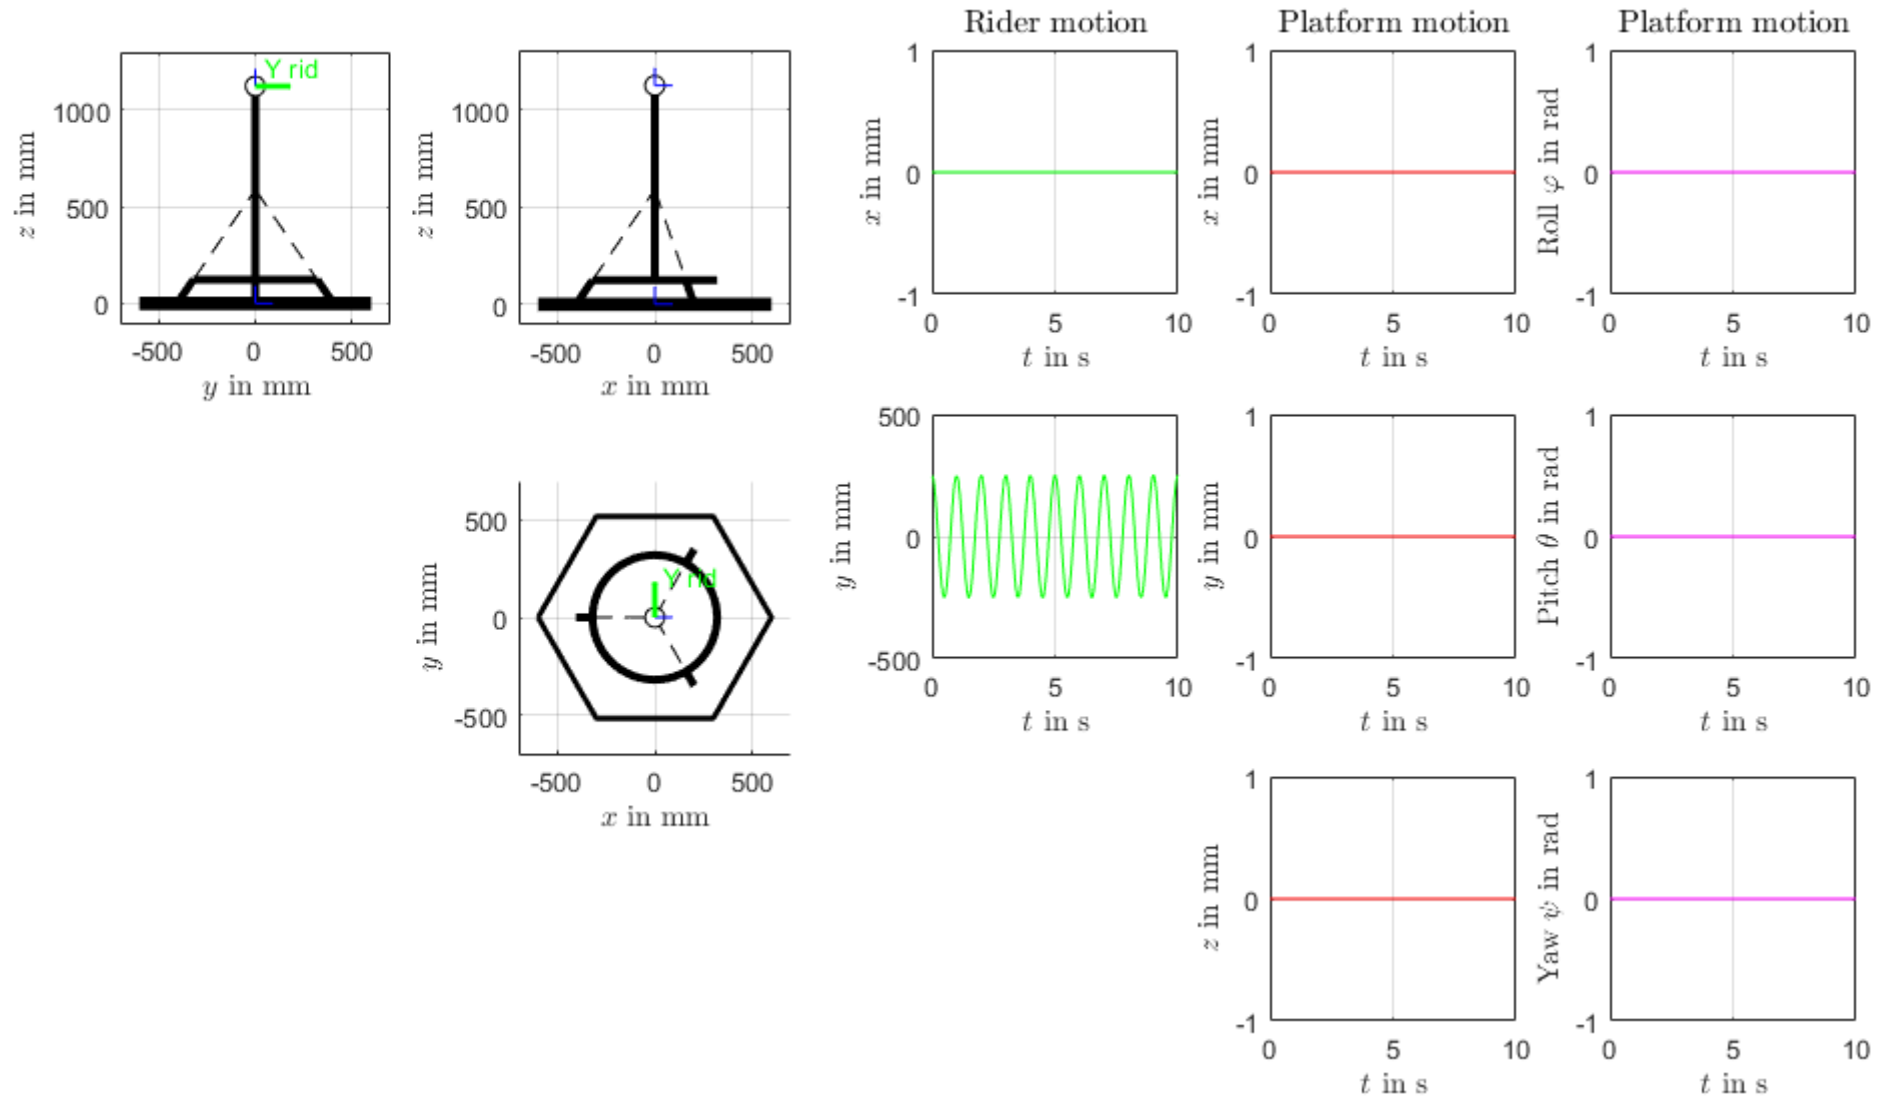 Rider motion
Platform motion
Platform motion
Y rid
1000
500
0
z in mm
-500
0
500
y in mm
1000
500
0
z in mm
-500
0
500
x in mm
1
0
-1
x in mm
0
5
10
t in s
1
0
-1
x in mm
0
5
10
t in s
1
0
-1
Roll φ in rad
0
5
10
t in s
Y rid
500
0
-500
y in mm
-500
0
500
x in mm
500
0
-500
y in mm
0
5
10
t in s
1
0
-1
y in mm
0
5
10
t in s
1
0
-1
Pitch θ in rad
0
5
10
t in s
1
0
-1
z in mm
0
5
10
t in s
1
0
-1
Yaw ψ in rad
0
5
10
t in s